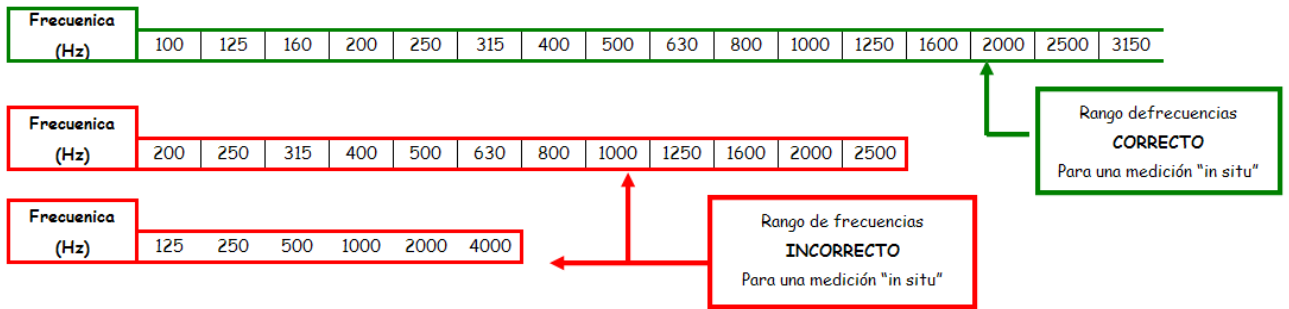 Frecuenica
(Hz) 100 125 160 200 250 315 400 500 630 800 1000 1250 1600 2000 2500 3150
Rango defrecuencias
CORRECTO
Para una medición “in situ”
Frecuenica
(Hz) 200 250 315 400 500 630 800 1000 1250 1600 2000 2500
Frecuenica
(Hz) 125 250 500 1000 2000 4000
Rango de frecuencias
INCORRECTO
Para una medición “in situ”